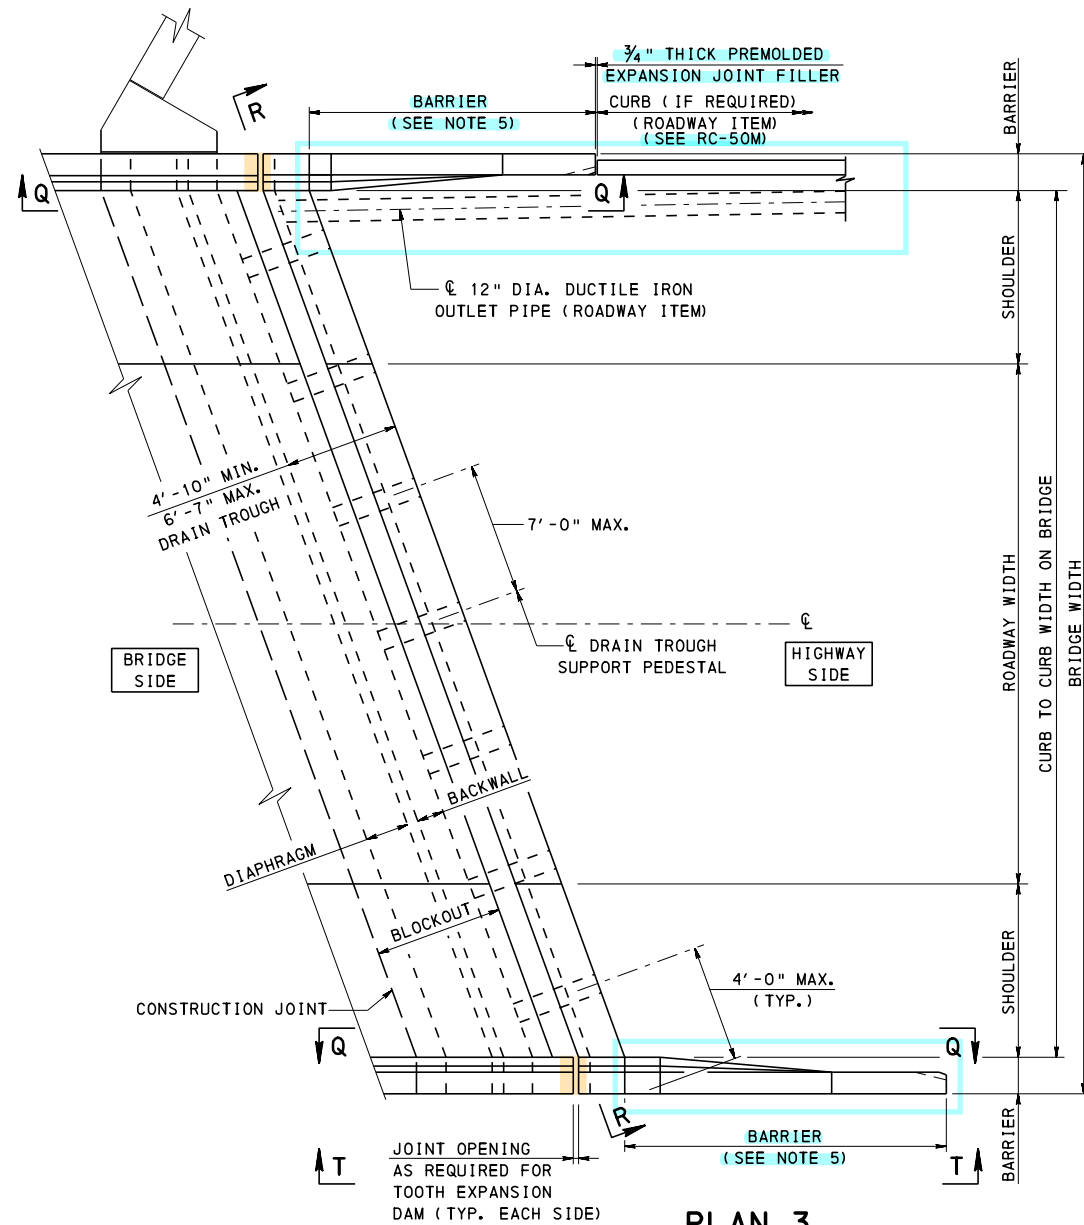 3/4" THICK PREMOLDED
EXPANSION JOINT FILLER
BARRIER
(SEE NOTE 5)
CURB (IF REQUIRED)
(ROADWAY ITEM)
(SEE RC-50M)
BARRIER
R
Q
Q
℄ 12" DIA. DUCTILE IRON
OUTLET PIPE (ROADWAY ITEM)
SHOULDER
4'-10" MIN.
6'-7" MAX.
DRAIN TROUGH
7'-0" MAX.
℄ DRAIN TROUGH
SUPPORT PEDESTAL
℄
BRIDGE
SIDE
HIGHWAY
SIDE
ROADWAY WIDTH
CURB TO CURB WIDTH ON BRIDGE
BRIDGE WIDTH
BACKWALL
DIAPHRAGM
BLOCKOUT
CONSTRUCTION JOINT
4'-0" MAX.
(TYP.)
SHOULDER
Q
Q
R
BARRIER
(SEE NOTE 5)
BARRIER
T
T
JOINT OPENING
AS REQUIRED FOR
TOOTH EXPANSION
DAM (TYP. EACH SIDE)
PLAN 3